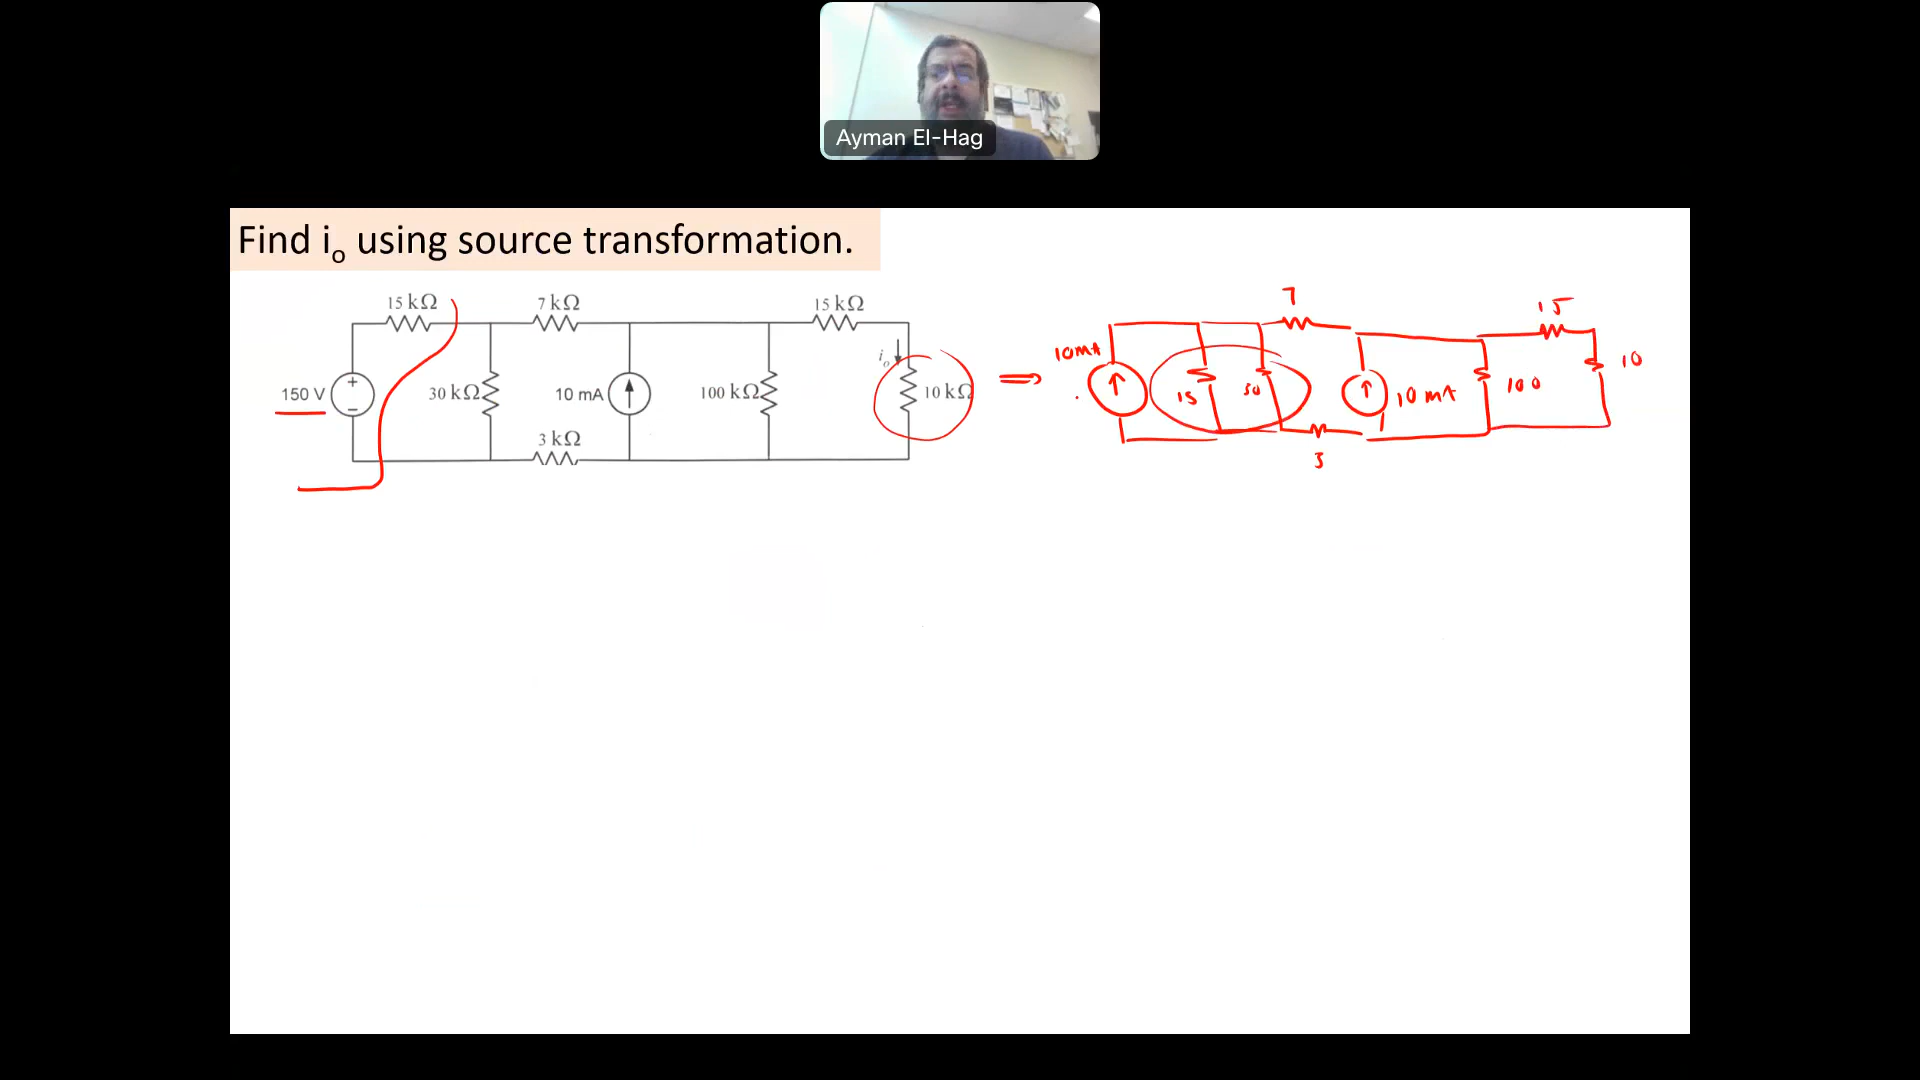 Ayman El-Hag
Find io using source transformation.
15 kΩ
7 kΩ
15 kΩ
io
150 V
30 kΩ
10 mA
100 kΩ
10 kΩ
3 kΩ
7
15
10mA
15
30
10 mA
100
10
3